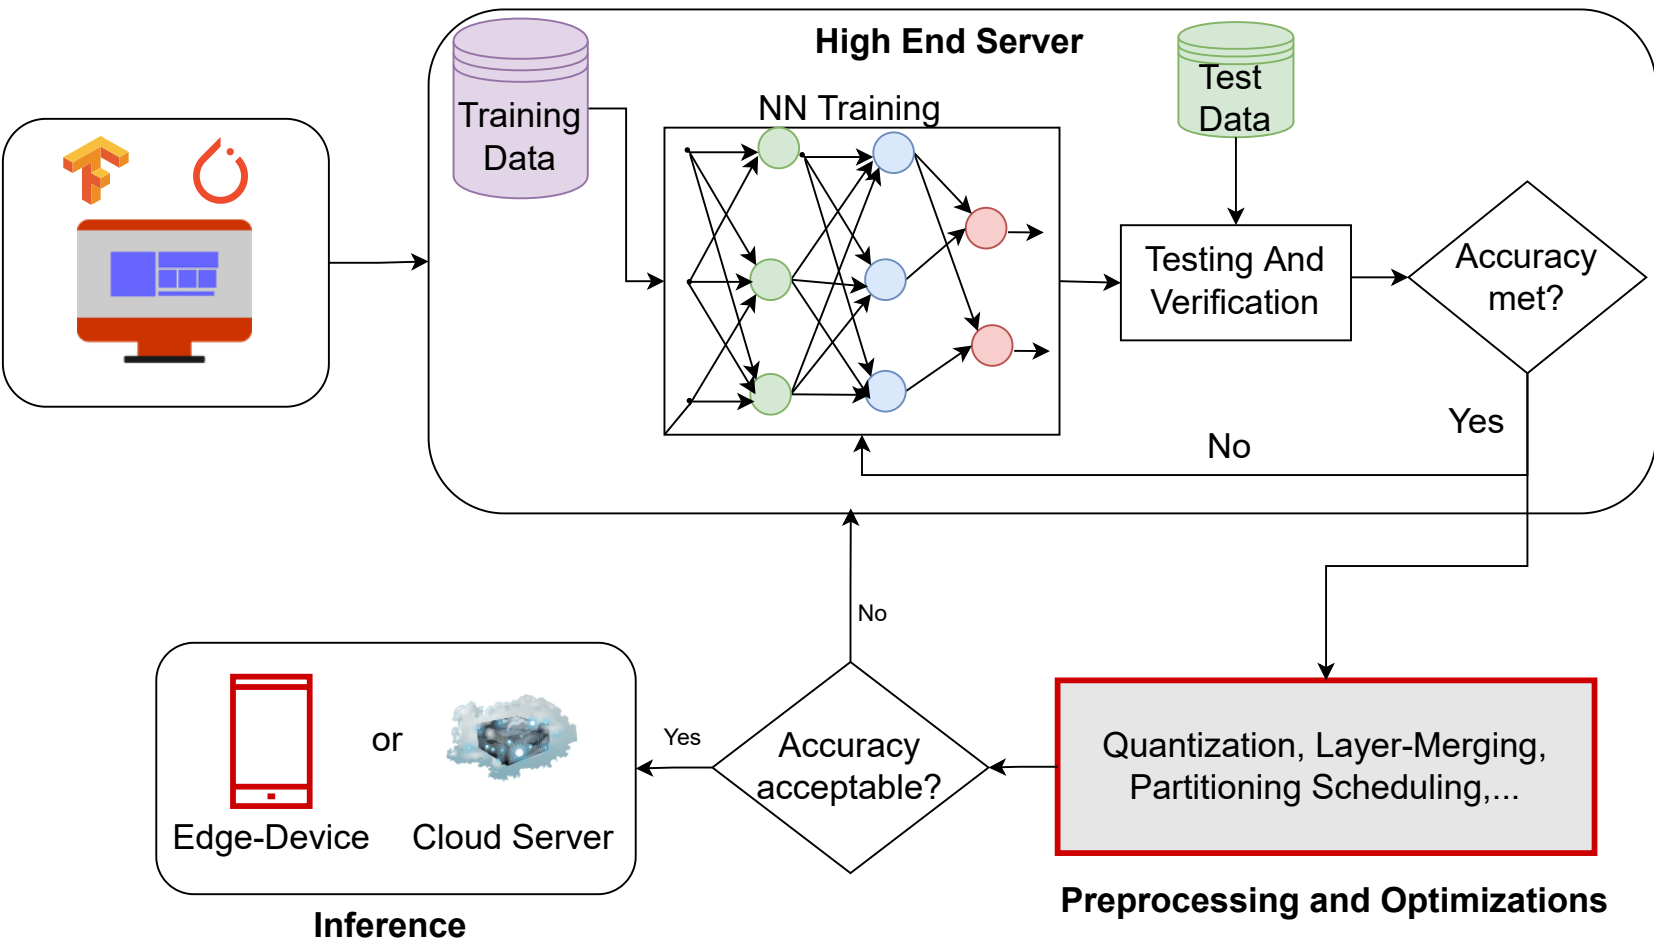 High End Server
Training
Data
NN Training
Test
Data
Testing And
Verification
Accuracy
met?
Yes
No
No
Quantization, Layer-Merging,
Partitioning Scheduling,...
Preprocessing and Optimizations
Accuracy
acceptable?
Yes
or
Edge-Device
Cloud Server
Inference